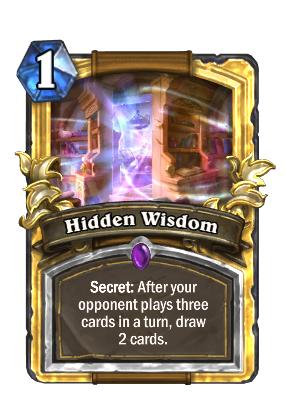 1
Hidden Wisdom
Secret: After your
opponent plays three
cards in a turn, draw
2 cards.